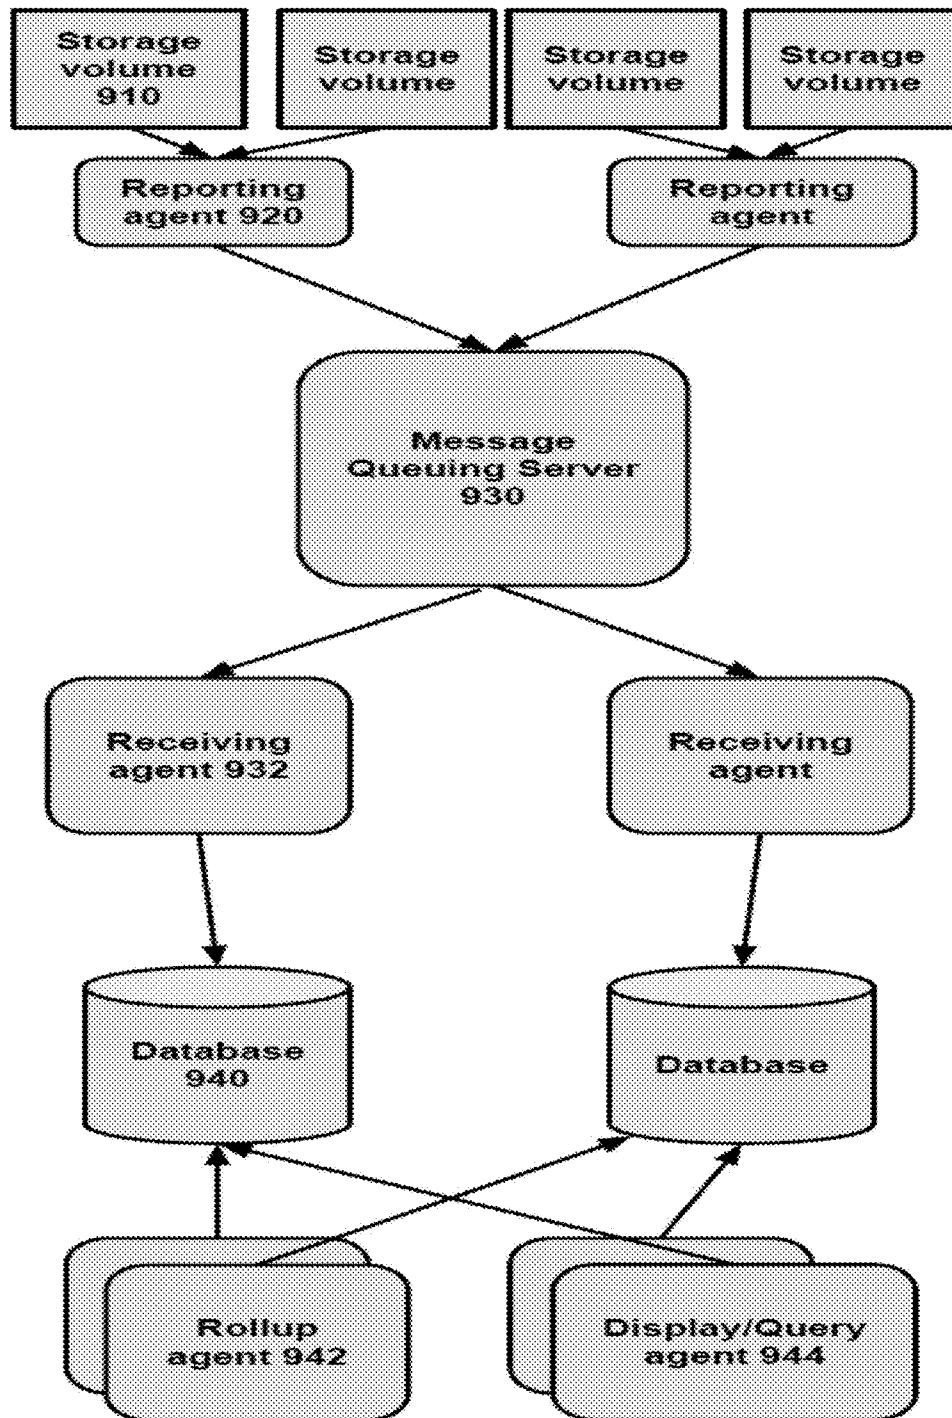 Storage
volume
910
Storage
volume
Storage
volume
Storage
volume
Reporting
agent 920
Reporting
agent
Message
Queuing Server
930
Receiving
agent 932
Receiving
agent
Database
940
Database
Rollup
agent 942
Display/Query
agent 944